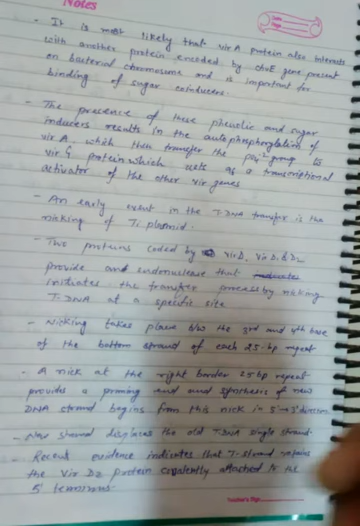 Notes
Date
Page
- It is most likely that vir A protein also interacts
with another protein encoded by chvE gene present
on bacterial chromosome and is important for
binding of sugar coinducers.
- The presence of these phenolic and sugar
inducers results in the autophosphorylation of
vir A which then transfer the group to
vir G protein which acts as a transcriptional
activator of the other vir genes
- An early event in the T-DNA transfer is the
nicking of Ti plasmid.
- Two proteins coded by vir D, vir D1 & D2
provide and endonuclease that
initiates the transfer process by nicking
T-DNA at a specific site
- Nicking takes place b/w the 3rd and 4th base
of the bottom strand of each 25-bp repeat
- A nick at the right border 25bp repeat
provides a priming end and synthesis of new
DNA strand begins from this nick in 5'→3' direction
- New strand displaces the old T-DNA single strand.
- Recent evidence indicates that T-strand retains
the Vir D2 protein covalently attached to the
5' terminus.
Teacher's Sign